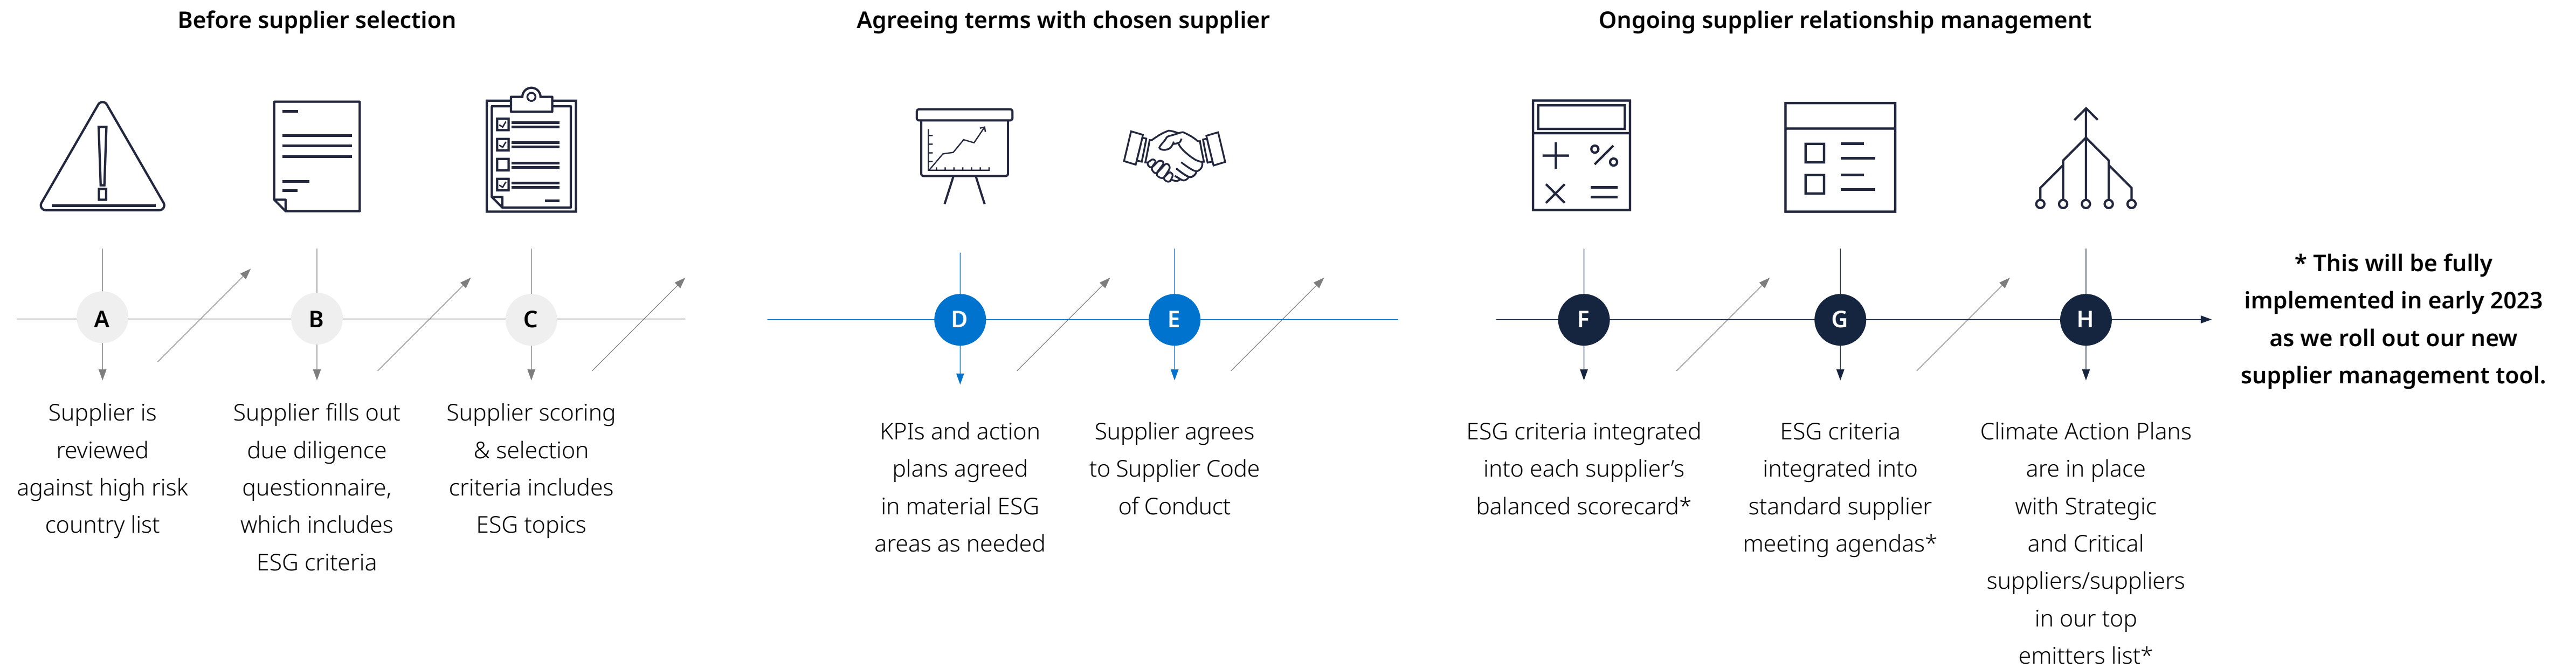 Before supplier selection
A
Supplier is
reviewed
against high risk
country list
B
Supplier fills out
due diligence
questionnaire,
which includes
ESG criteria
C
Supplier scoring
& selection
criteria includes
ESG topics
Agreeing terms with chosen supplier
D
KPIs and action
plans agreed
in material ESG
areas as needed
E
Supplier agrees
to Supplier Code
of Conduct
Ongoing supplier relationship management
F
ESG criteria integrated
into each supplier’s
balanced scorecard*
G
ESG criteria
integrated into
standard supplier
meeting agendas*
H
Climate Action Plans
are in place
with Strategic
and Critical
suppliers/suppliers
in our top
emitters list*
* This will be fully
implemented in early 2023
as we roll out our new
supplier management tool.